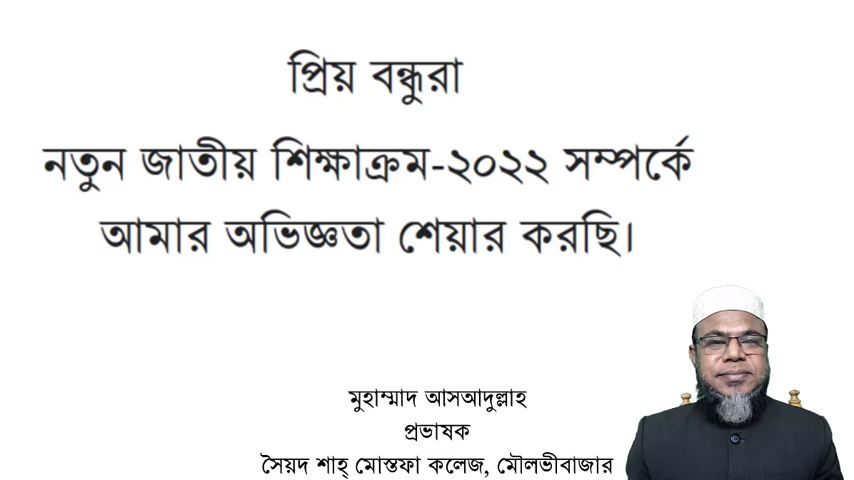 প্রিয় বন্ধুরা
নতুন জাতীয় শিক্ষাক্রম-২০২২ সম্পর্কে
আমার অভিজ্ঞতা শেয়ার করছি।
মুহাম্মাদ আসআদুল্লাহ
প্রভাষক
সৈয়দ শাহ্ মোস্তফা কলেজ, মৌলভীবাজার